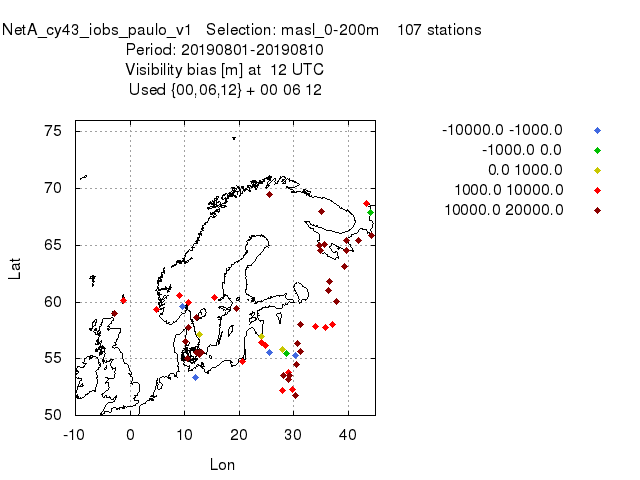 NetA_cy43_iobs_paulo_v1 Selection: masl_0-200m 107 stations
Period: 20190801-20190810
Visibility bias [m] at 12 UTC
Used {00,06,12} + 00 06 12
-10000.0 -1000.0
-1000.0 0.0
0.0 1000.0
1000.0 10000.0
10000.0 20000.0
75
70
65
60
55
50
Lat
-10 0 10 20 30 40
Lon